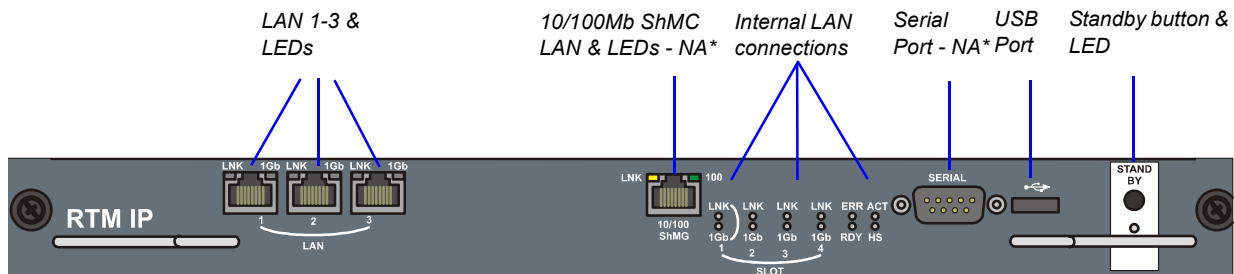 LAN 1-3 &
LEDs
10/100Mb ShMC
LAN & LEDs - NA*
Internal LAN
connections
Serial
Port - NA*
USB
Port
Standby button &
LED
RTM IP
LNK 1Gb LNK 1Gb LNK 1Gb
1 2 3
LAN
LNK 100
10/100
ShMG
LNK LNK LNK LNK ERR ACT
1Gb 1Gb 1Gb 1Gb RDY HS
1 2 3 4
SLOT
SERIAL
STAND
BY